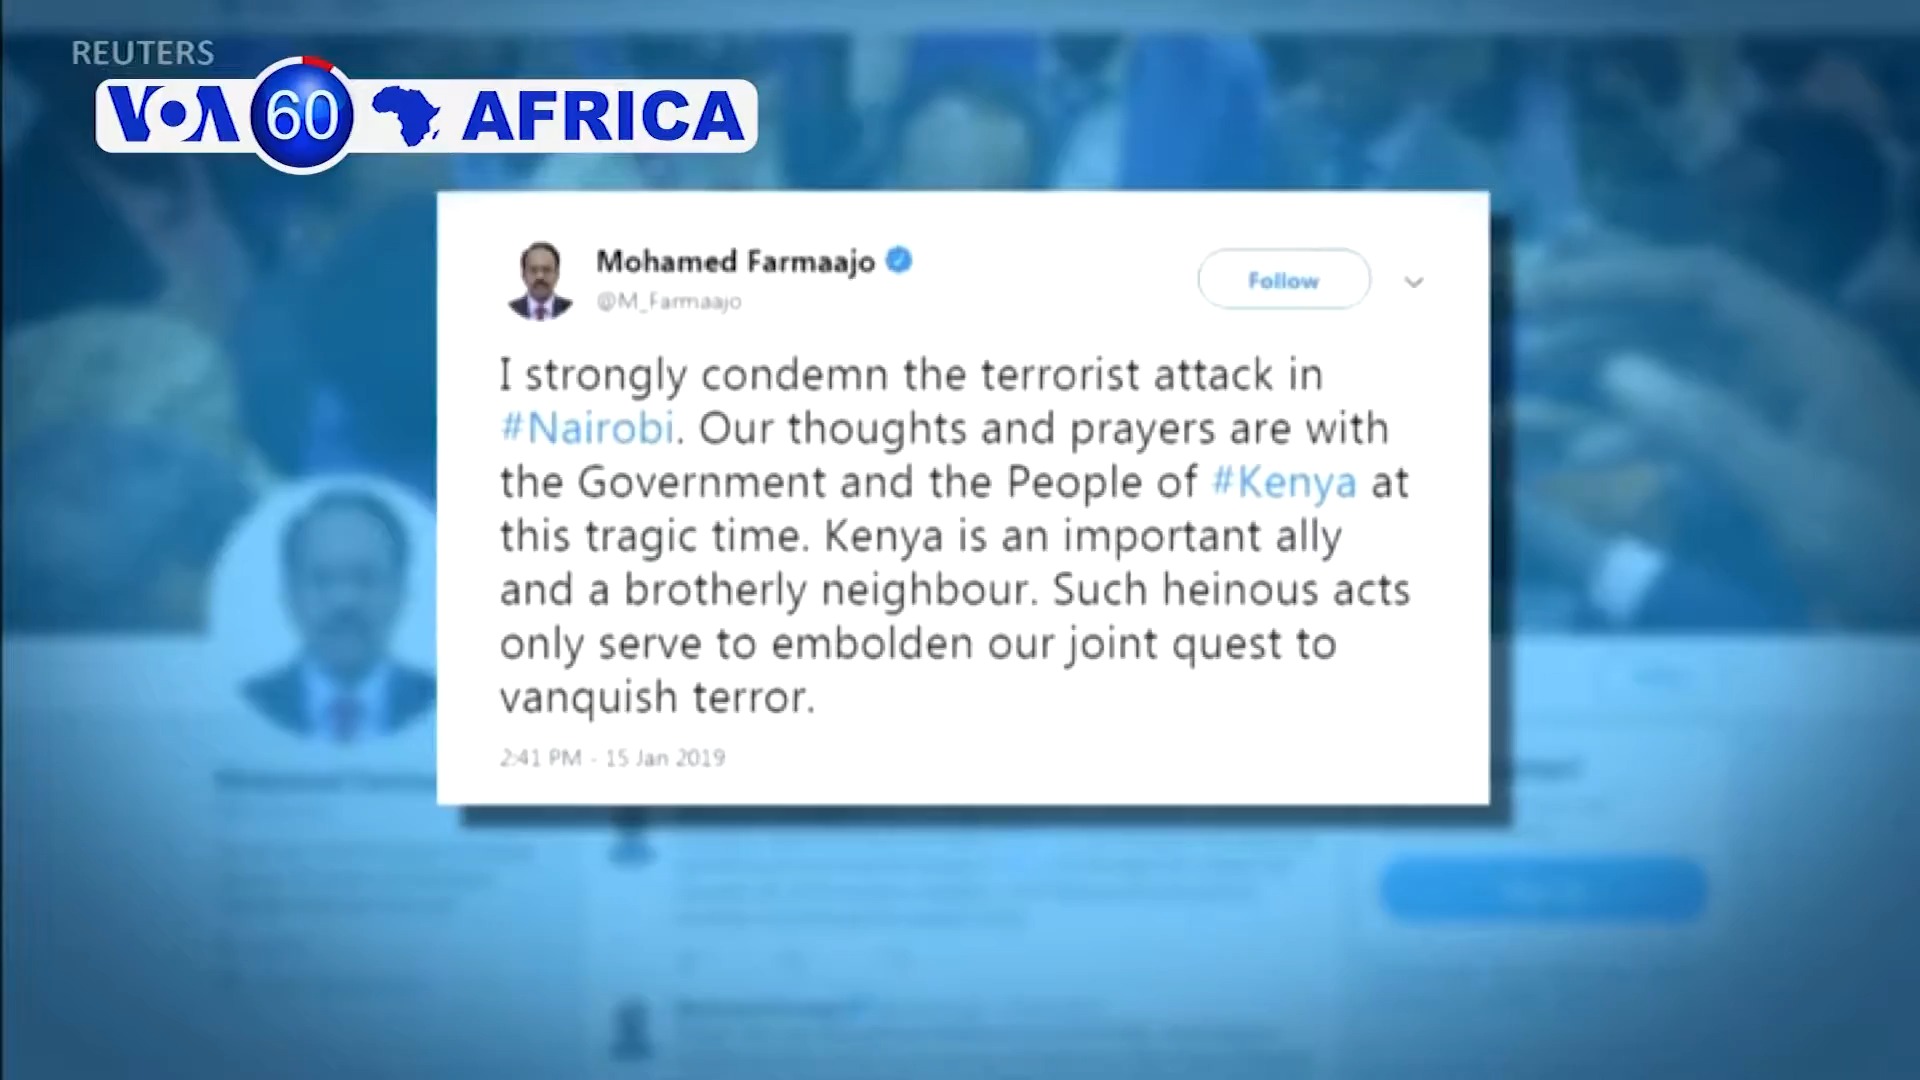 REUTERS
VOA 60 AFRICA
Mohamed Farmaajo
@M_Farmaajo
Follow
I strongly condemn the terrorist attack in
#Nairobi. Our thoughts and prayers are with
the Government and the People of #Kenya at
this tragic time. Kenya is an important ally
and a brotherly neighbour. Such heinous acts
only serve to embolden our joint quest to
vanquish terror.
2:41 PM - 15 Jan 2019